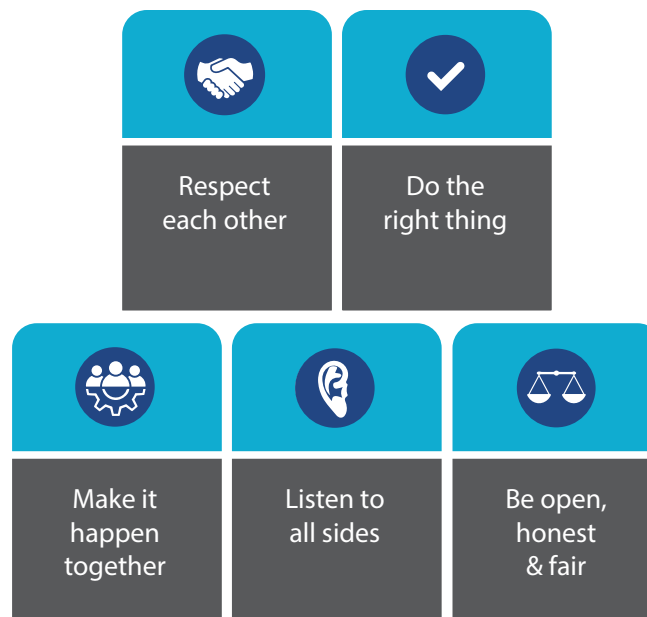 Respect
each other
Do the
right thing
Make it
happen
together
Listen to
all sides
Be open,
honest
& fair